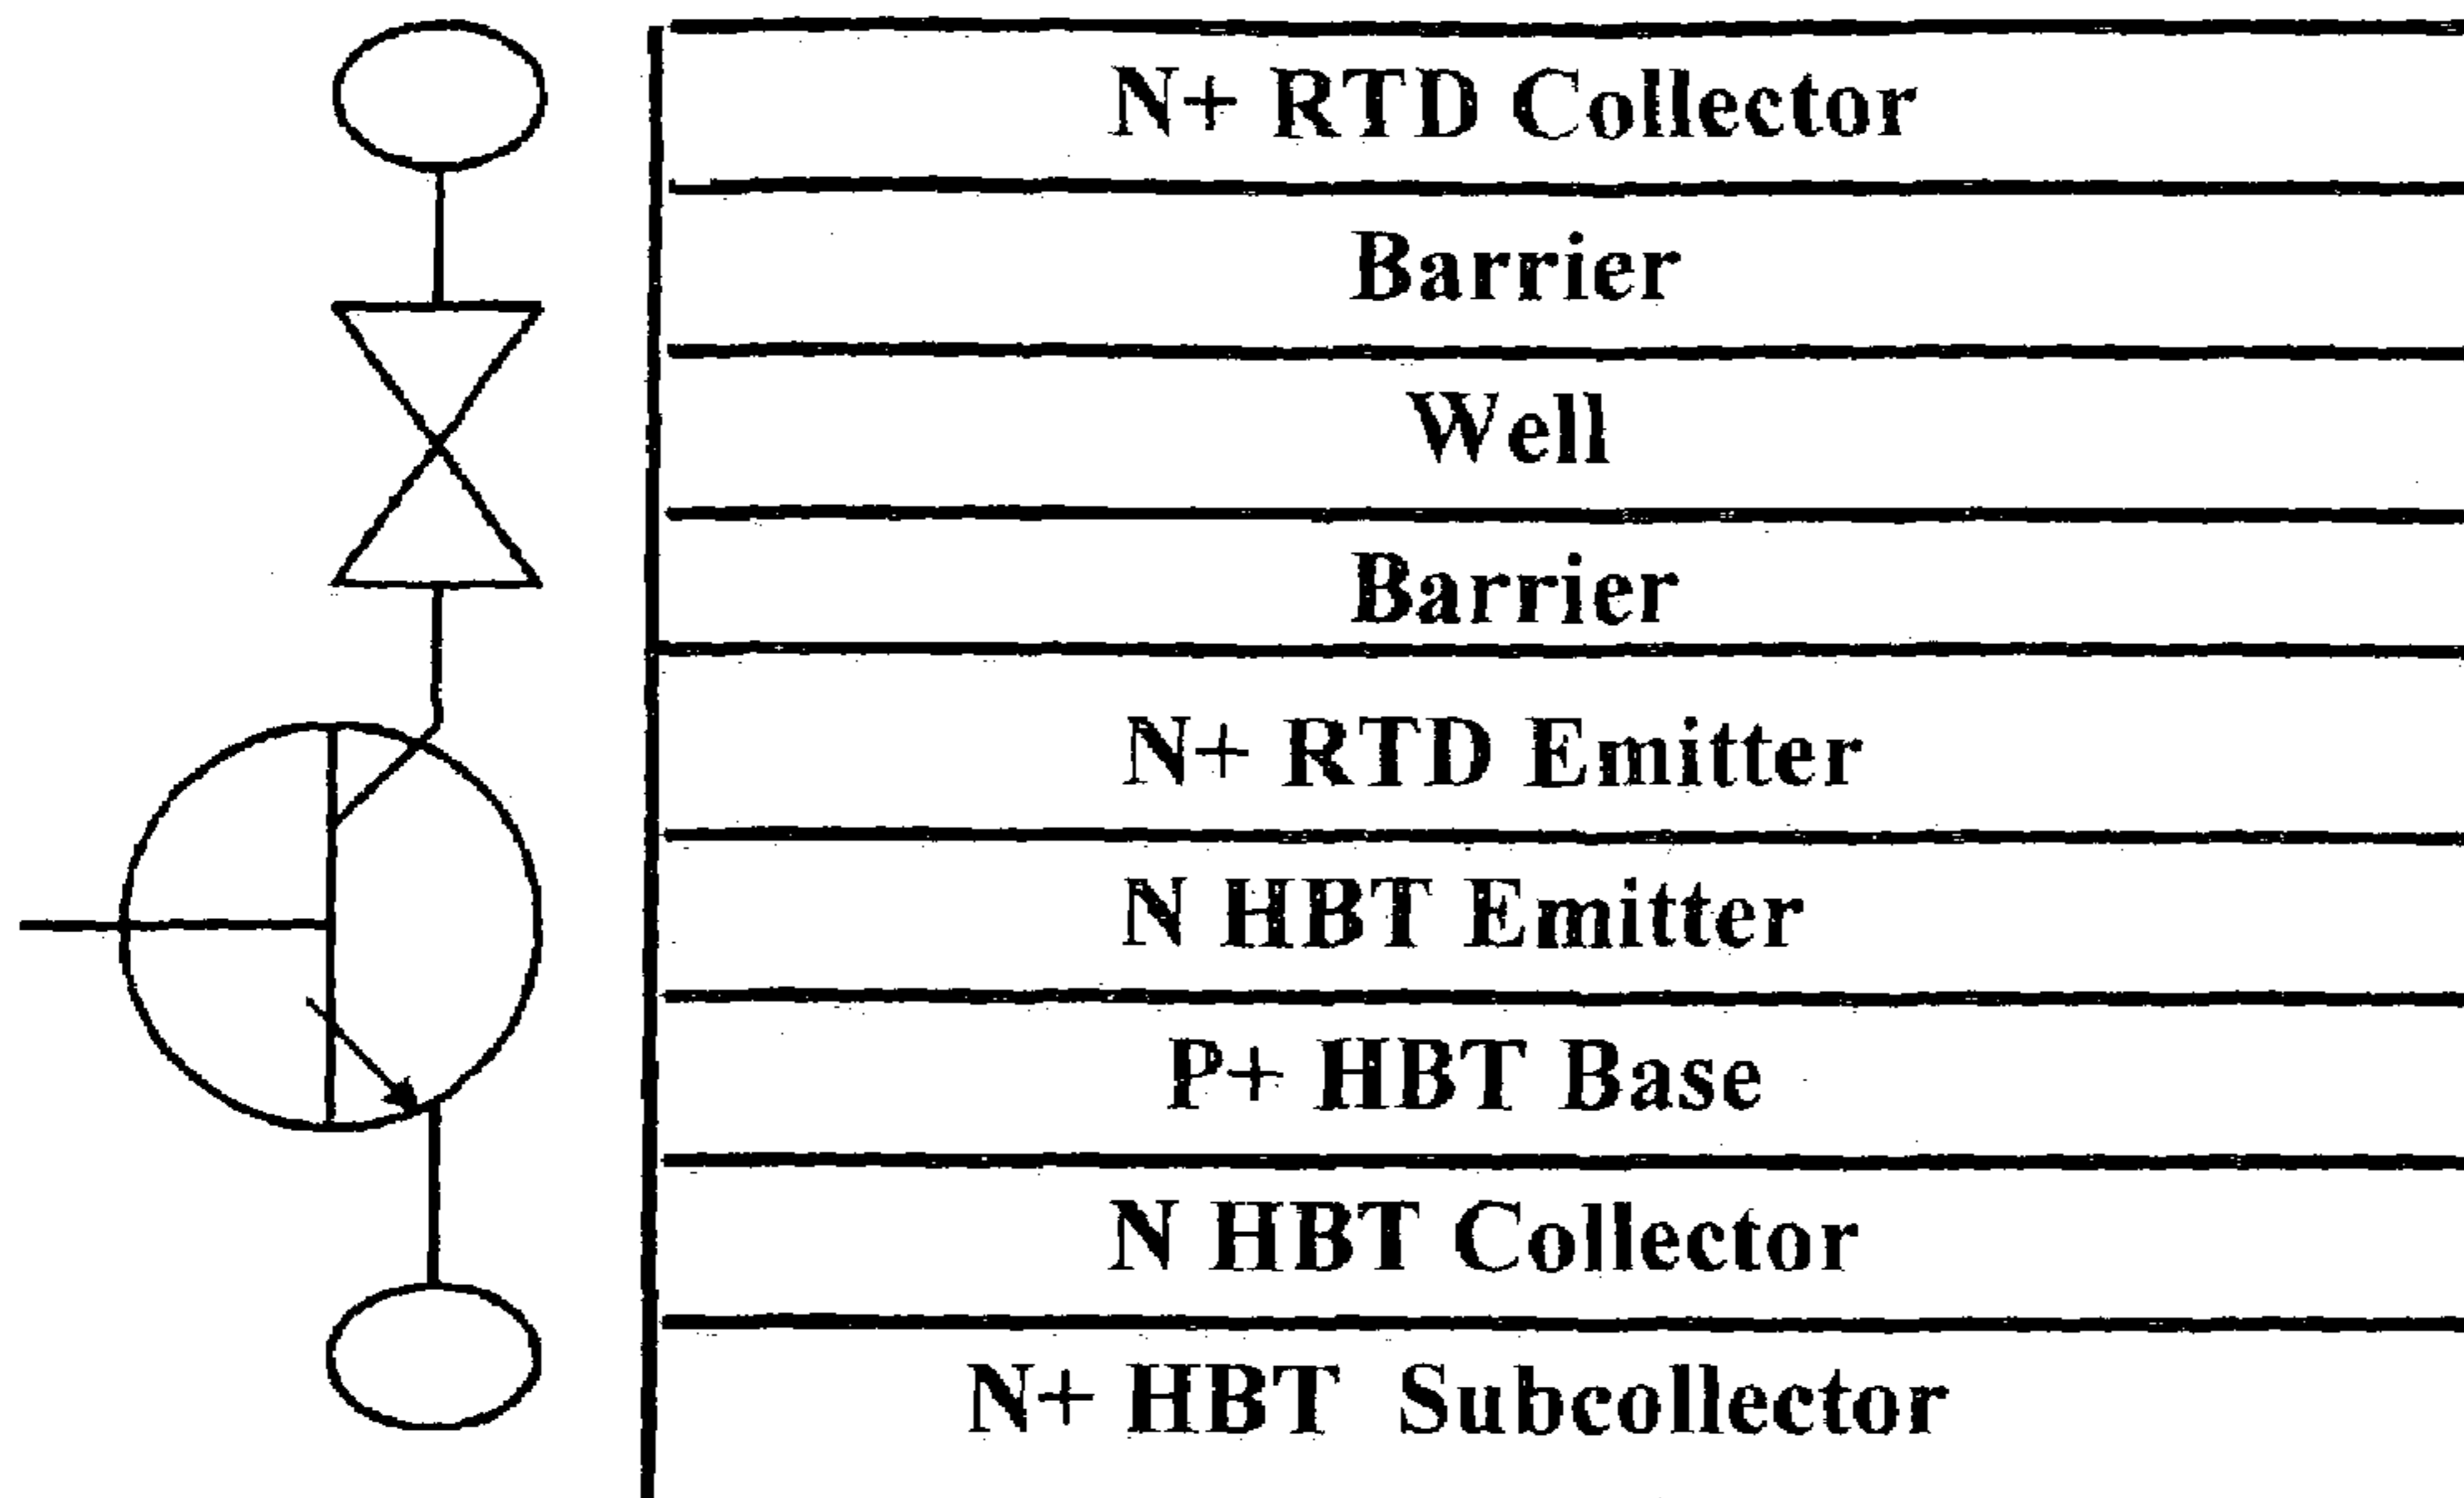 N+ RTD Collector
Barrier
Well
Barrier
N+ RTD Emitter
N HBT Emitter
P+ HBT Base
N HBT Collector
N+ HBT Subcollector